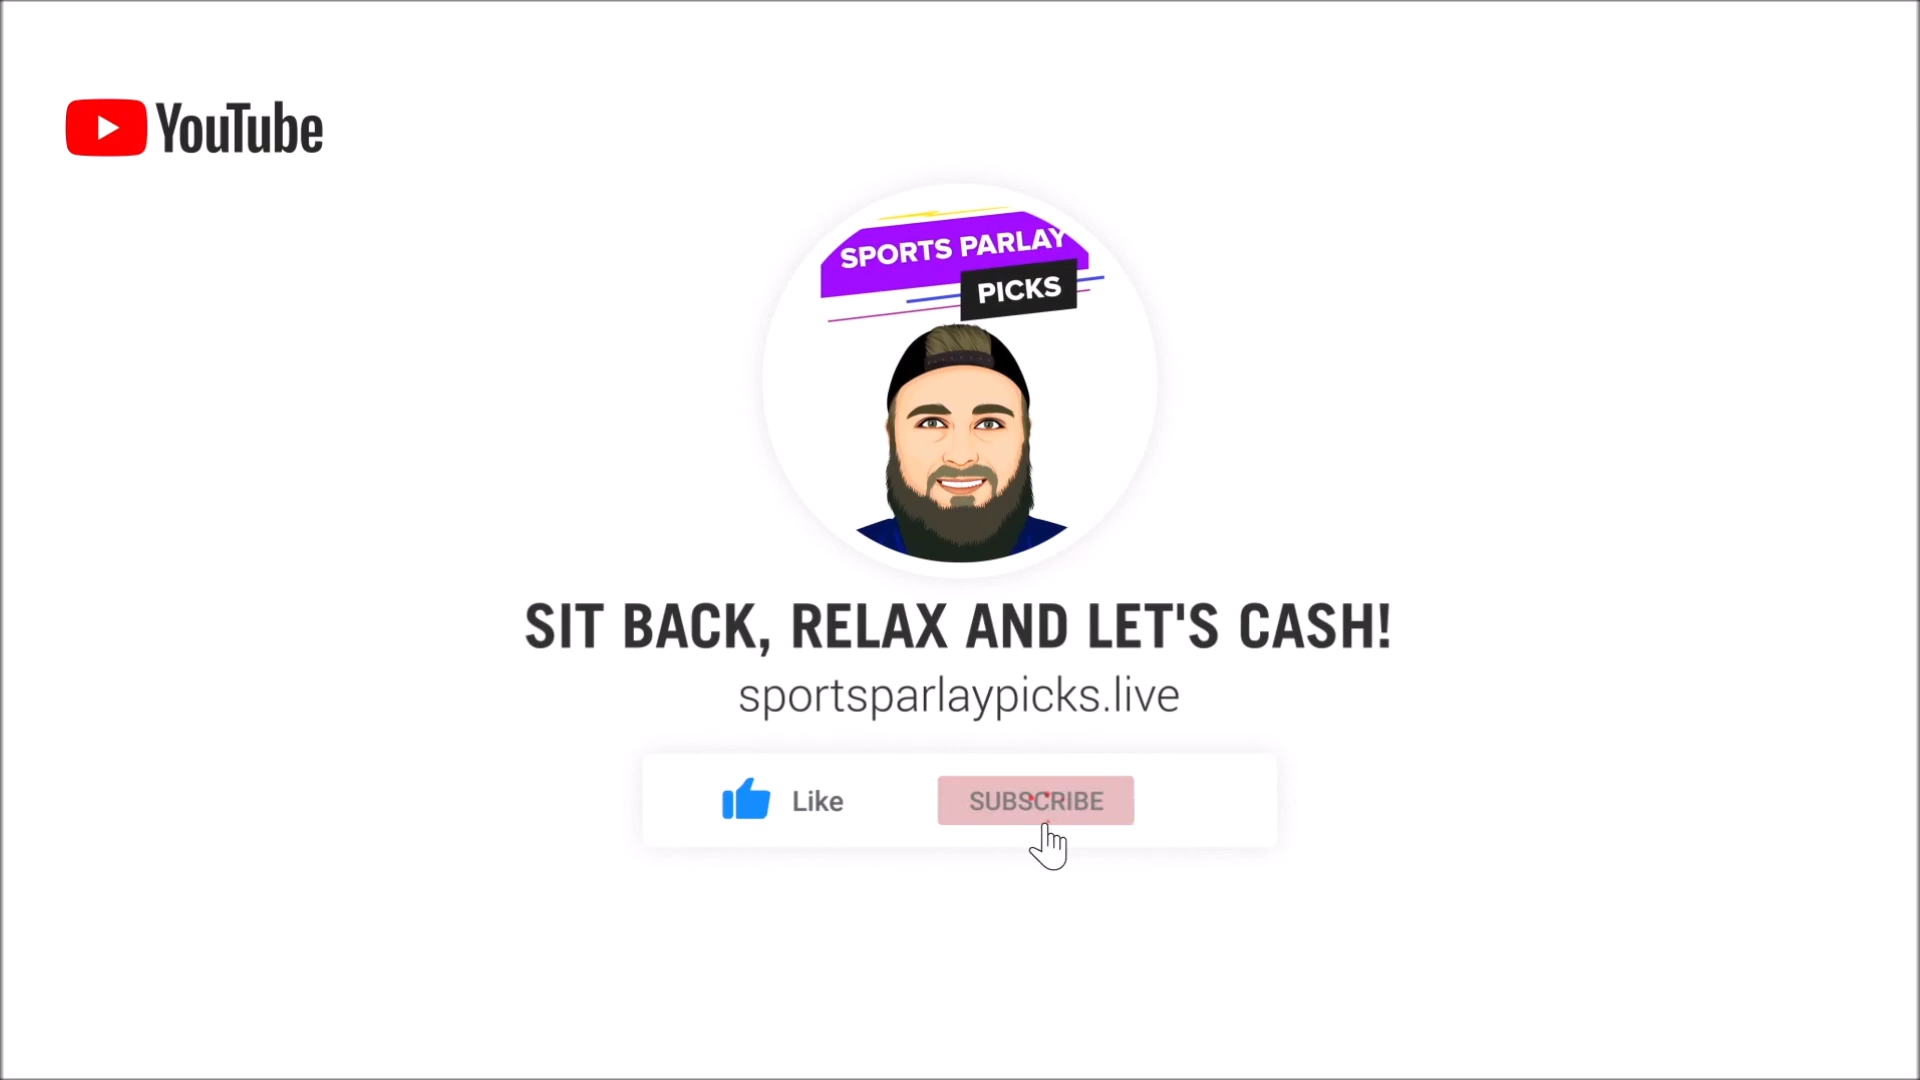 YouTube
SPORTS PARLAY
PICKS
SIT BACK, RELAX AND LET'S CASH!
sportsparlaypicks.live
Like
SUBSCRIBE